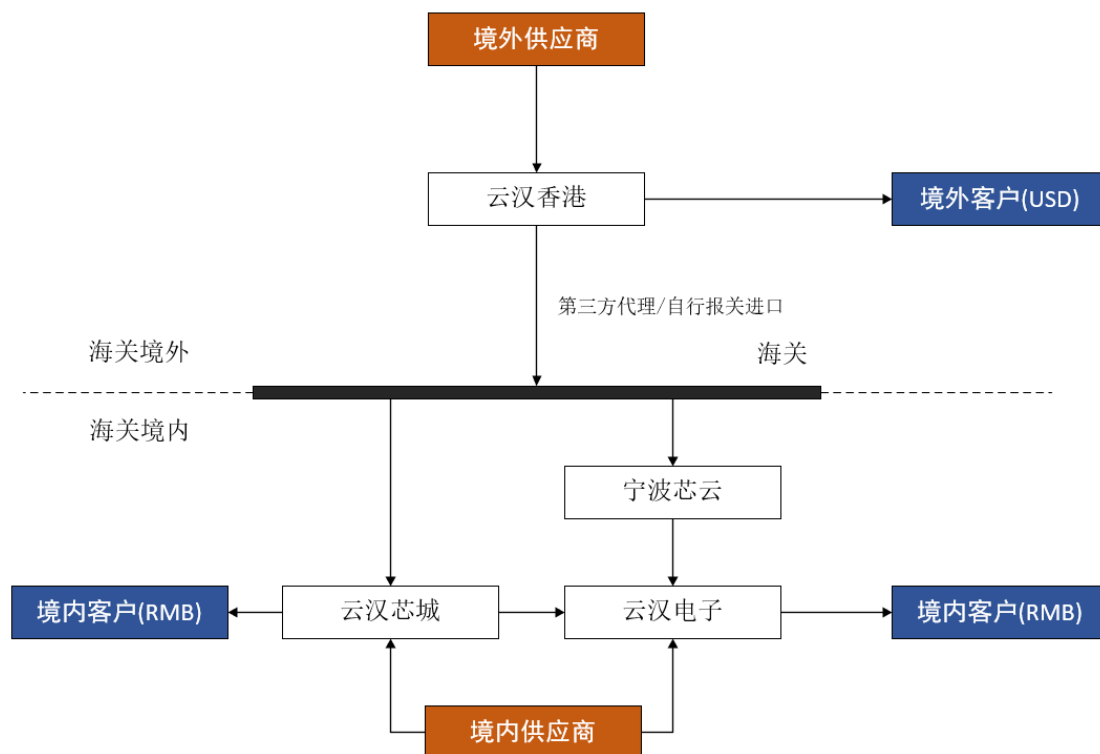 境外供应商
云汉香港
境外客户(USD)
第三方代理/自行报关进口
海关境外
海关
海关境内
宁波芯云
境内客户(RMB)
云汉芯城
云汉电子
境内客户(RMB)
境内供应商